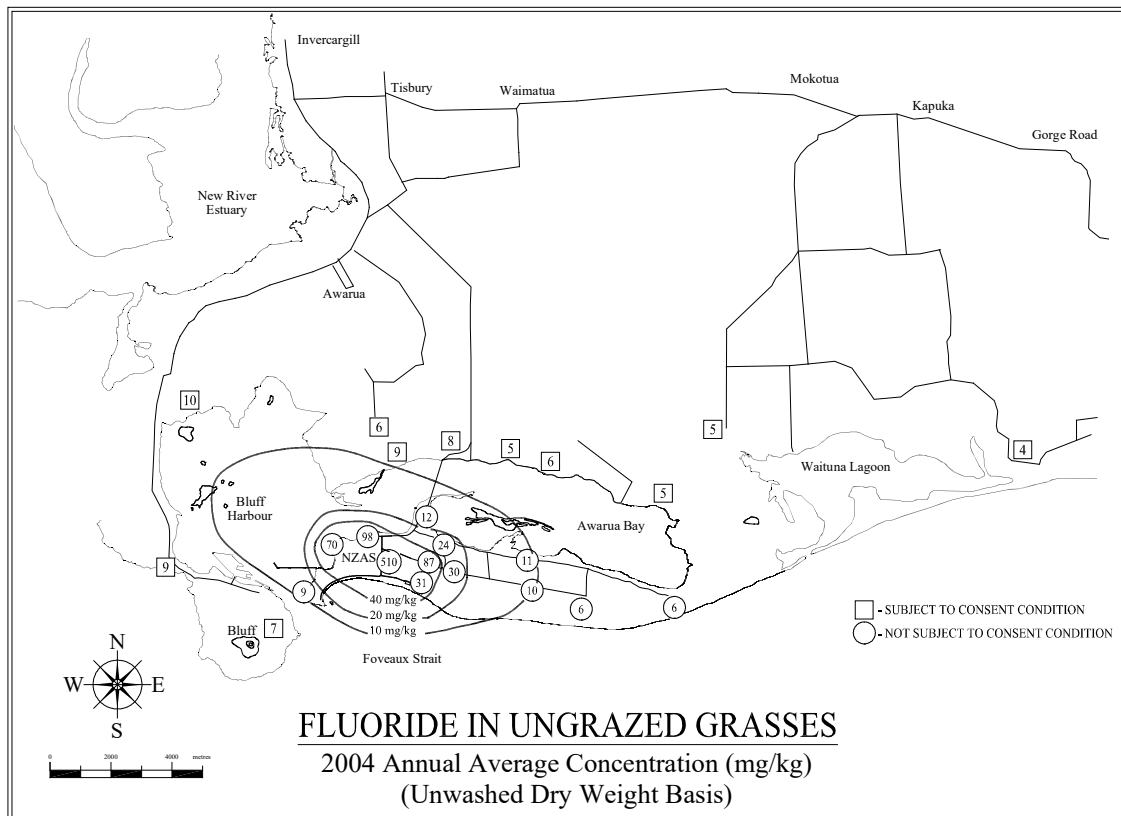 Invercargill
Tisbury
Waimatua
Mokotua
Kapuka
Gorge Road
New River
Estuary
Awarua
10
6
9
8
5
6
5
5
4
Waituna Lagoon
Bluff
Harbour
Awarua Bay
12
98
70
24
NZAS
510
87
11
30
31
10
9
9
6
6
40 mg/kg
20 mg/kg
10 mg/kg
7
Bluff
Foveaux Strait
- SUBJECT TO CONSENT CONDITION
- NOT SUBJECT TO CONSENT CONDITION
N
W E
S
0 2000 4000 metres
FLUORIDE IN UNGRAZED GRASSES
2004 Annual Average Concentration (mg/kg)
(Unwashed Dry Weight Basis)